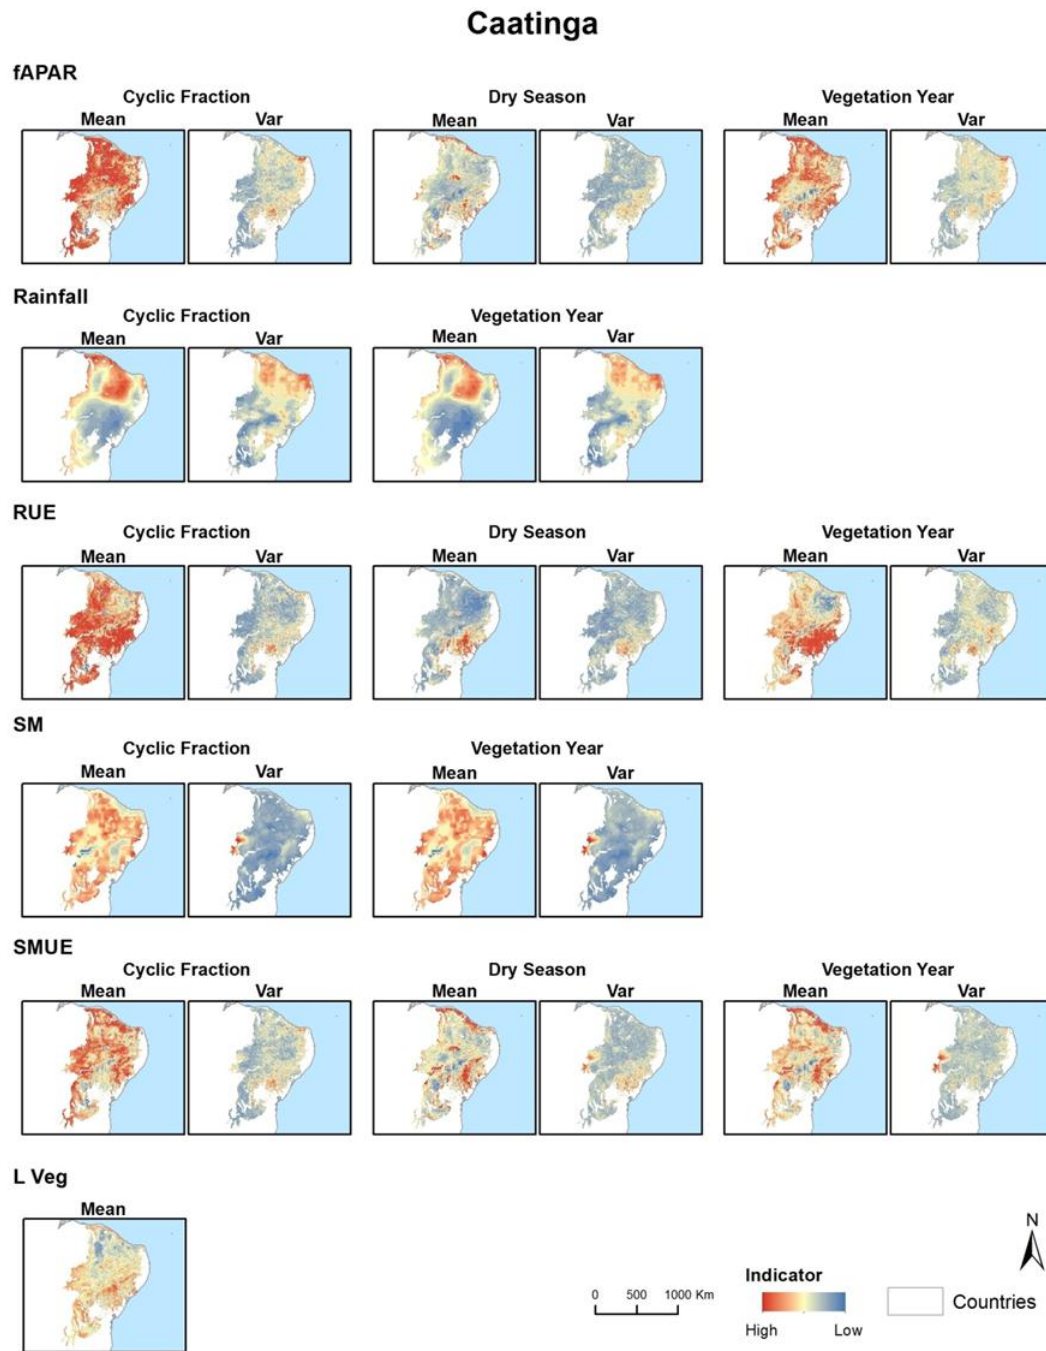 Caatinga
fAPAR
Cyclic Fraction Dry Season Vegetation Year
Mean Var Mean Var Mean Var
Rainfall
Cyclic Fraction Vegetation Year
Mean Var Mean Var
RUE
Cyclic Fraction Dry Season Vegetation Year
Mean Var Mean Var Mean Var
SM
Cyclic Fraction Vegetation Year
Mean Var Mean Var
SMUE
Cyclic Fraction Dry Season Vegetation Year
Mean Var Mean Var Mean Var
L Veg
Mean
N
Indicator
0 500 1000 Km
Countries
High Low